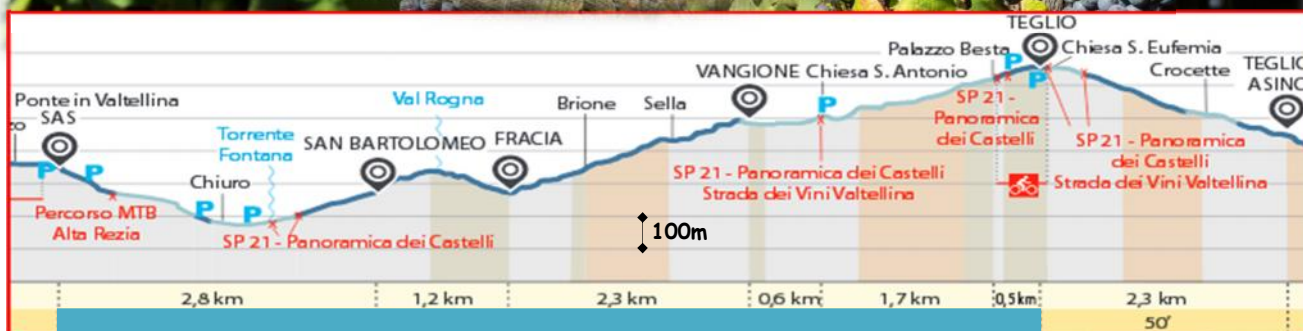 TEGLIO
Palazzo Besta
P
Chiesa S. Eufemia
TEGLIO
ASINO
Ponte in Valtellina
SAS
Val Rogna
Brione
Sella
VANGIONE
Chiesa S. Antonio
Crocette
P
P
Torrente
Fontana
SAN BARTOLOMEO
FRACIA
SP 21 -
Panoramica
dei Castelli
SP 21 - Panoramica
dei Castelli
Strada dei Vini Valtellina
P
P
Chiuro
P
P
SP 21 - Panoramica dei Castelli
Strada dei Vini Valtellina
Percorso MTB
Alta Rezia
SP 21 - Panoramica dei Castelli
100m
2,8 km
1,2 km
2,3 km
0,6 km
1,7 km
0,5km
2,3 km
50'